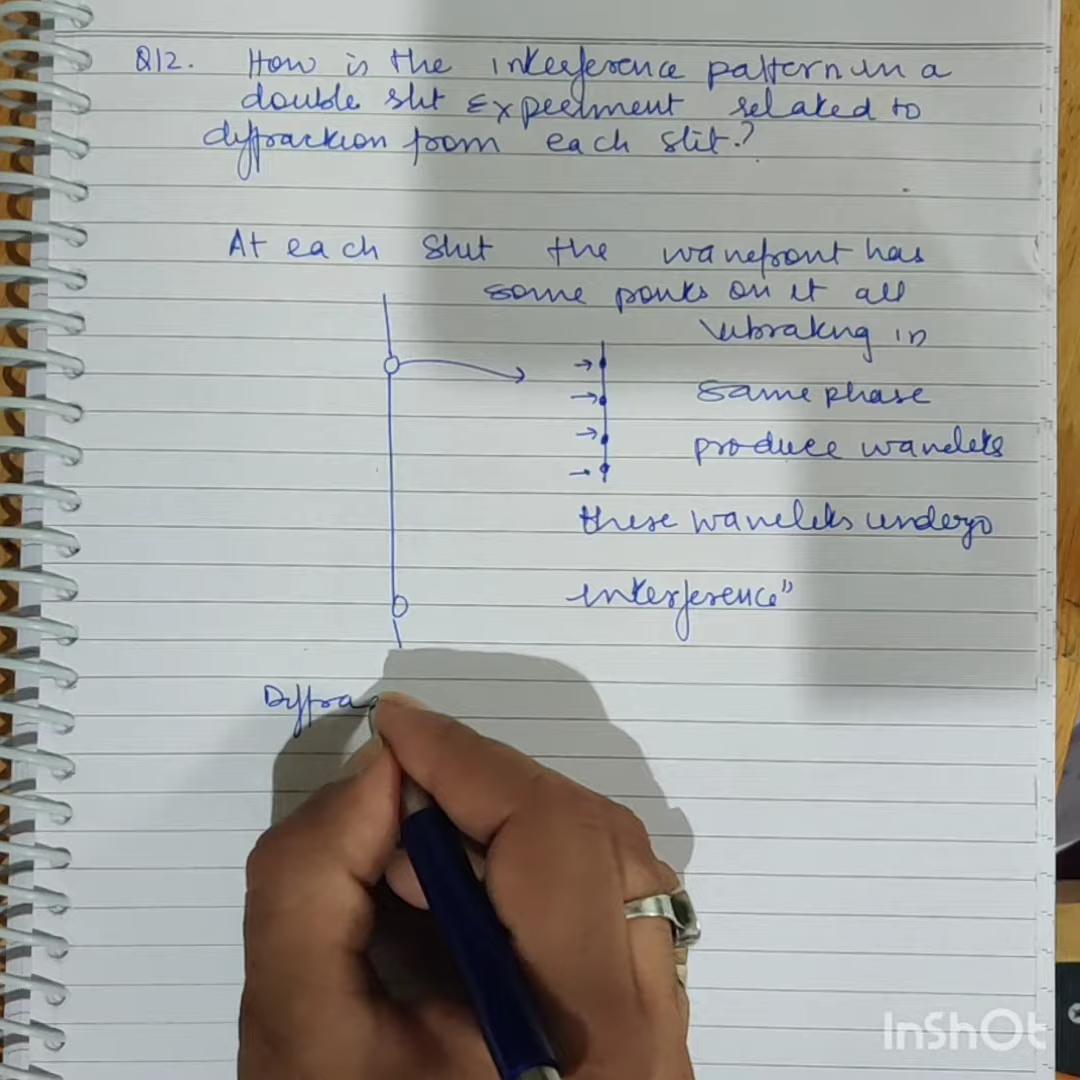 Q12. How is the interference pattern in a
double slit Experiment related to
diffraction from each slit?
At each slit the wavefront has
some points on it all
vibrating in
same phase
produce wavelets
these wavelets undergo
interference"
Diffra
InShOt